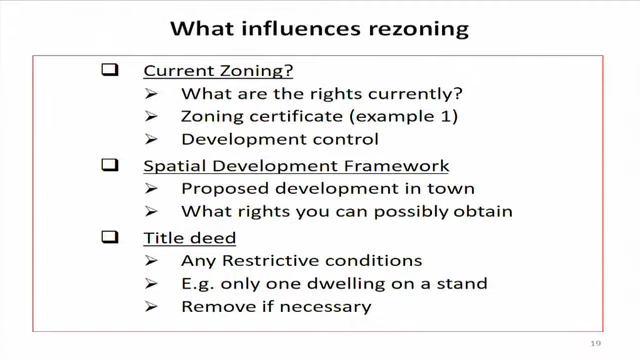 What influences rezoning
❑ Current Zoning?
➢ What are the rights currently?
➢ Zoning certificate (example 1)
➢ Development control
❑ Spatial Development Framework
➢ Proposed development in town
➢ What rights you can possibly obtain
❑ Title deed
➢ Any Restrictive conditions
➢ E.g. only one dwelling on a stand
➢ Remove if necessary
19